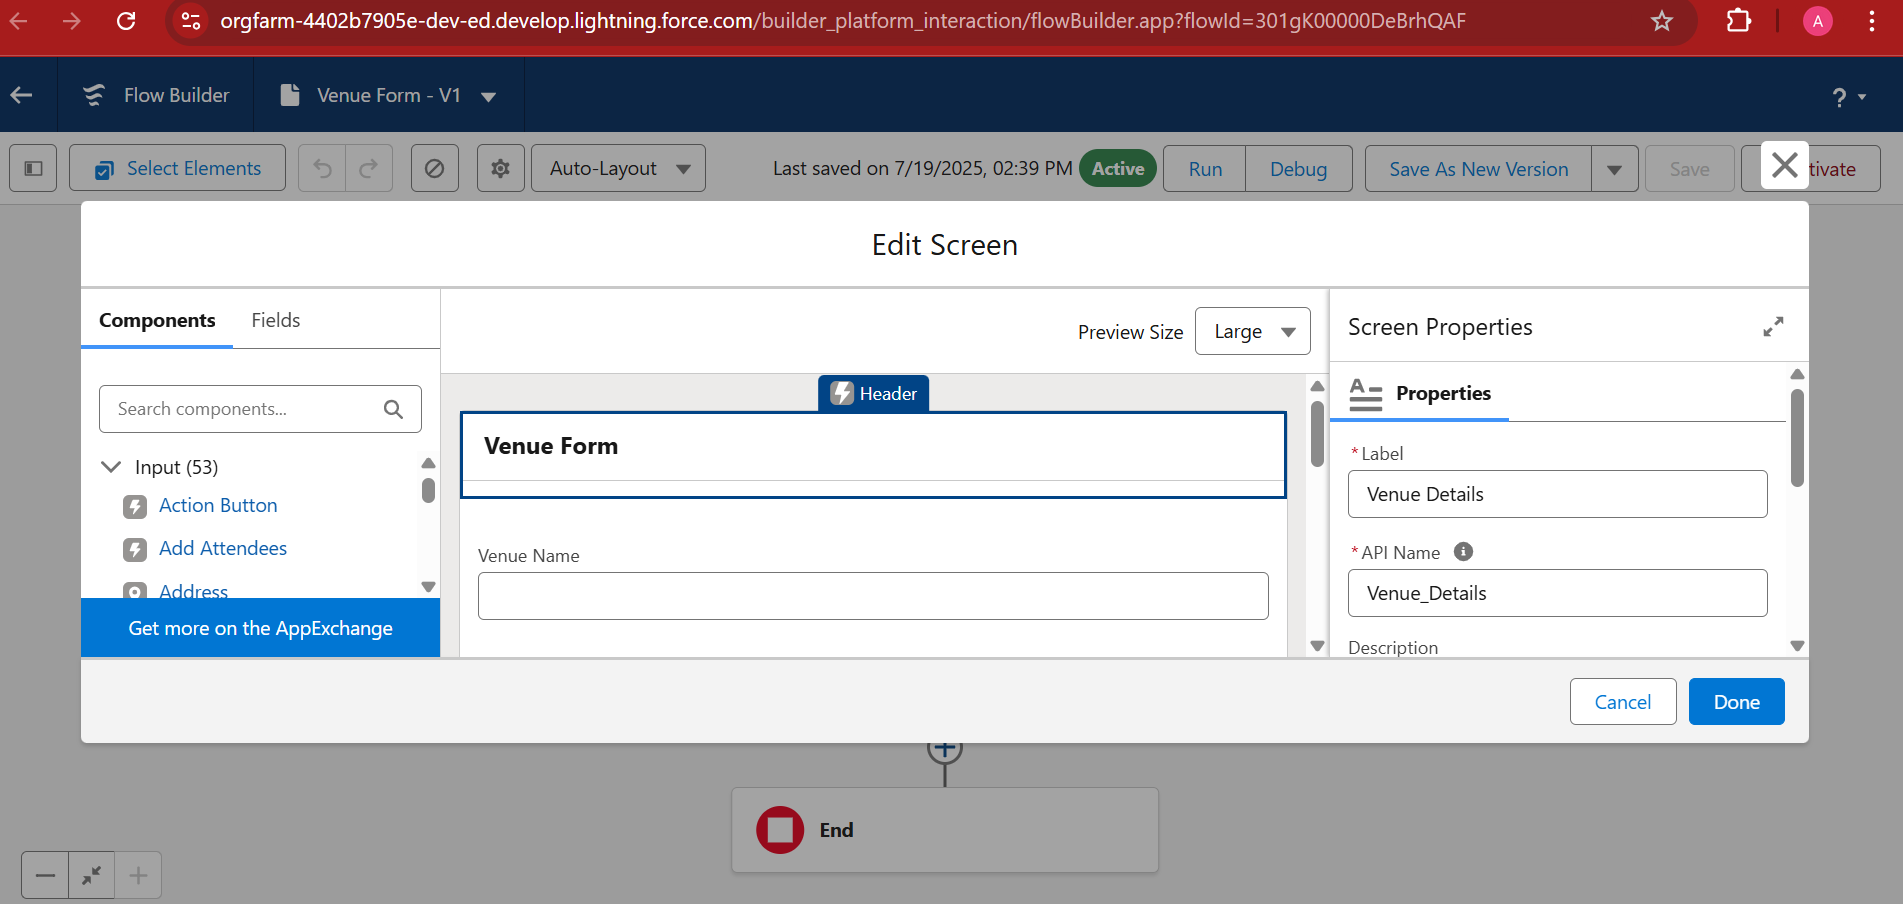 orgfarm-4402b7905e-dev-ed.develop.lightning.force.com/builder_platform_interaction/flowBuilder.app?flowId=301gK00000DeBrhQAF
A
Flow Builder
Venue Form - V1
?
Select Elements
Auto-Layout
Last saved on 7/19/2025, 02:39 PM
Active
Run
Debug
Save As New Version
Save
tivate
Edit Screen
Components
Fields
Preview Size
Large
Screen Properties
Search components...
Header
Properties
Venue Form
*Label
Input (53)
Venue Details
Action Button
Add Attendees
Venue Name
*API Name
Address
Venue_Details
Get more on the AppExchange
Description
Cancel
Done
End